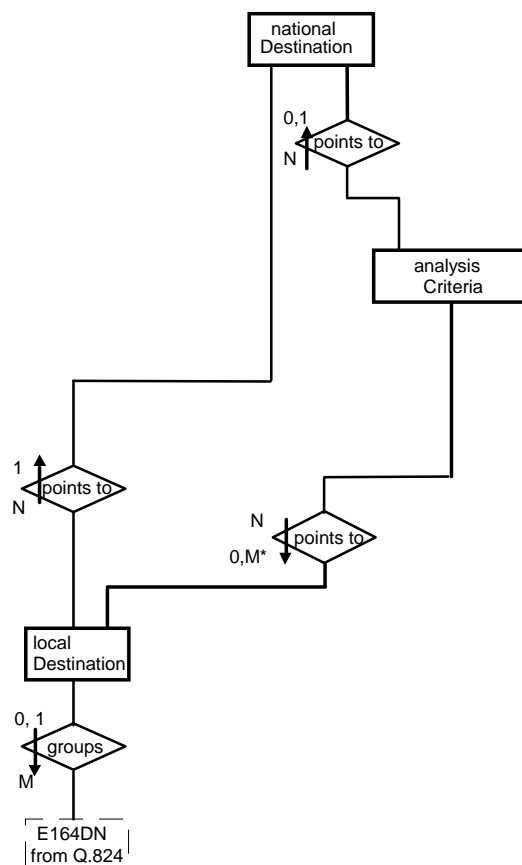 national
Destination
0,1
points to
N
analysis
Criteria
1
points to
N
N
points to
0,M*
local
Destination
0, 1
groups
M
E164DN
from Q.824